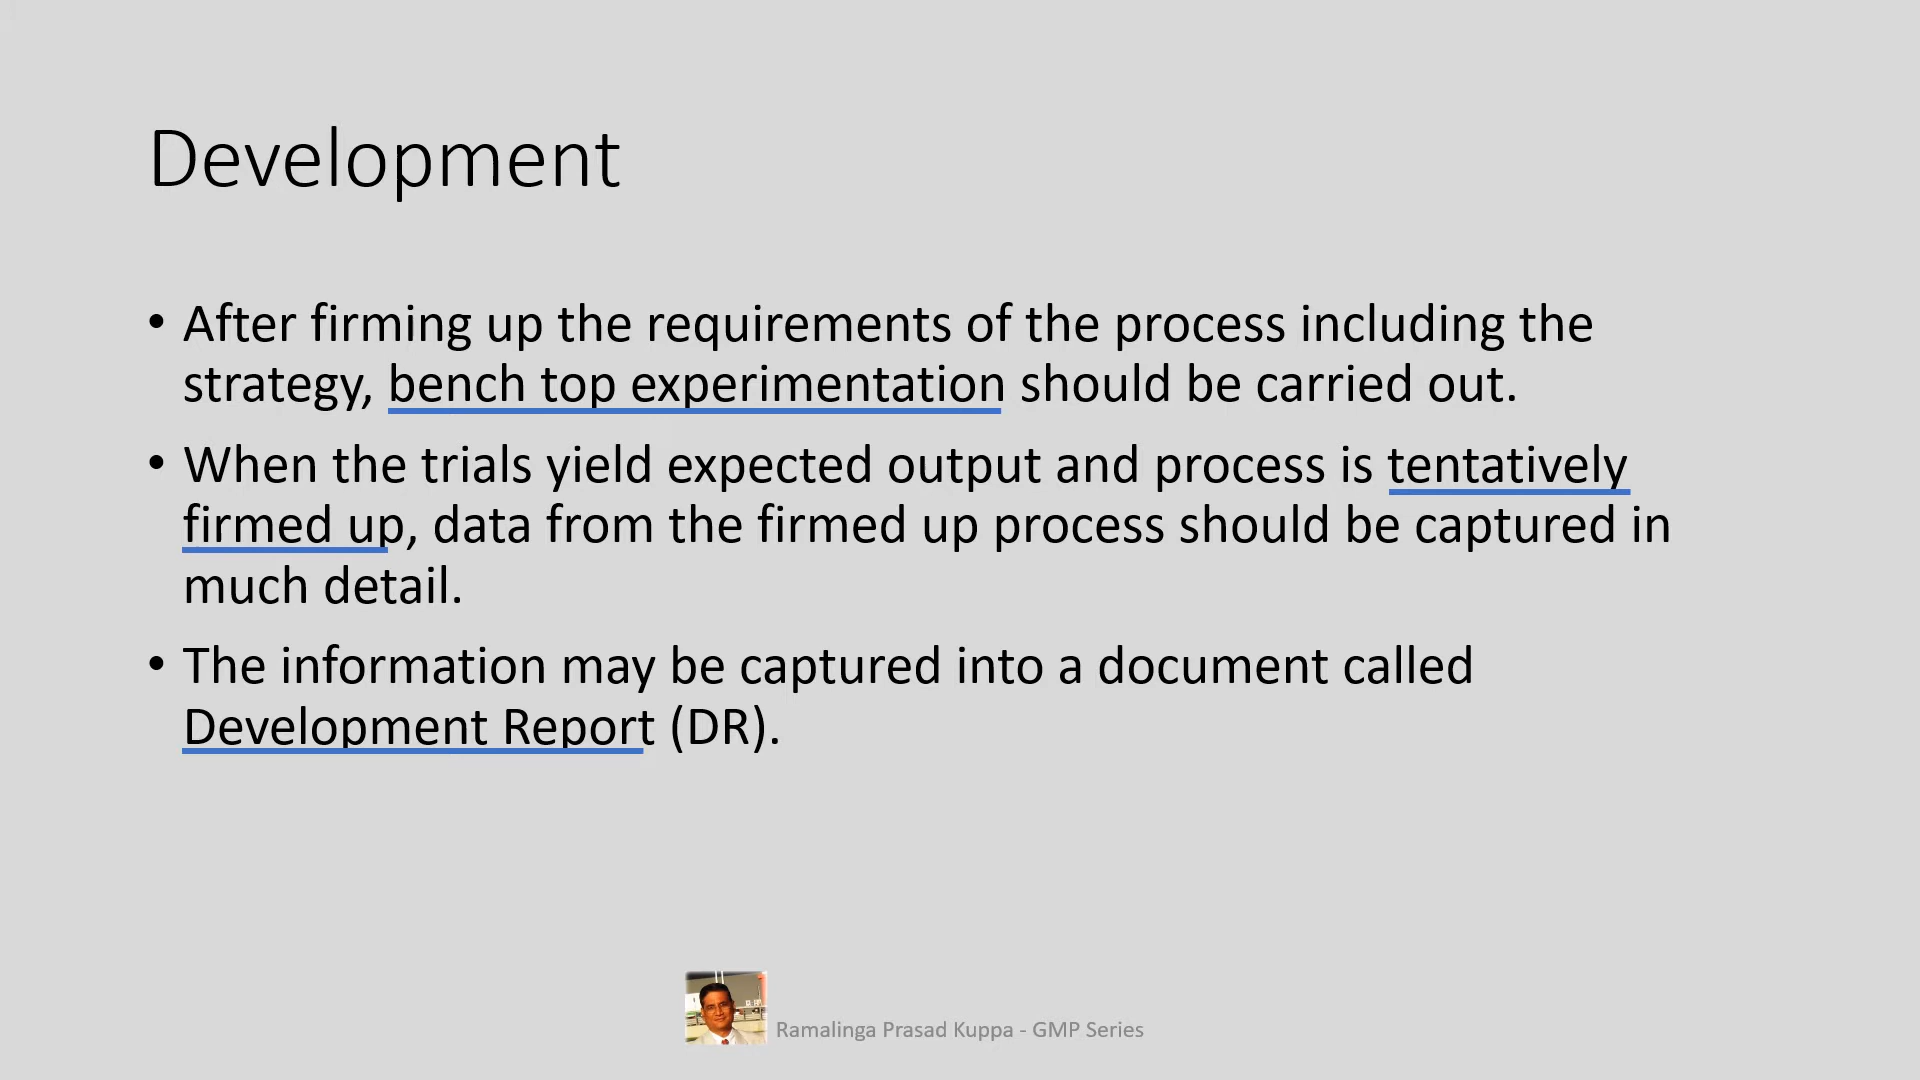 Development
• After firming up the requirements of the process including the
strategy, bench top experimentation should be carried out.
• When the trials yield expected output and process is tentatively
firmed up, data from the firmed up process should be captured in
much detail.
• The information may be captured into a document called
Development Report (DR).
Ramalinga Prasad Kuppa - GMP Series